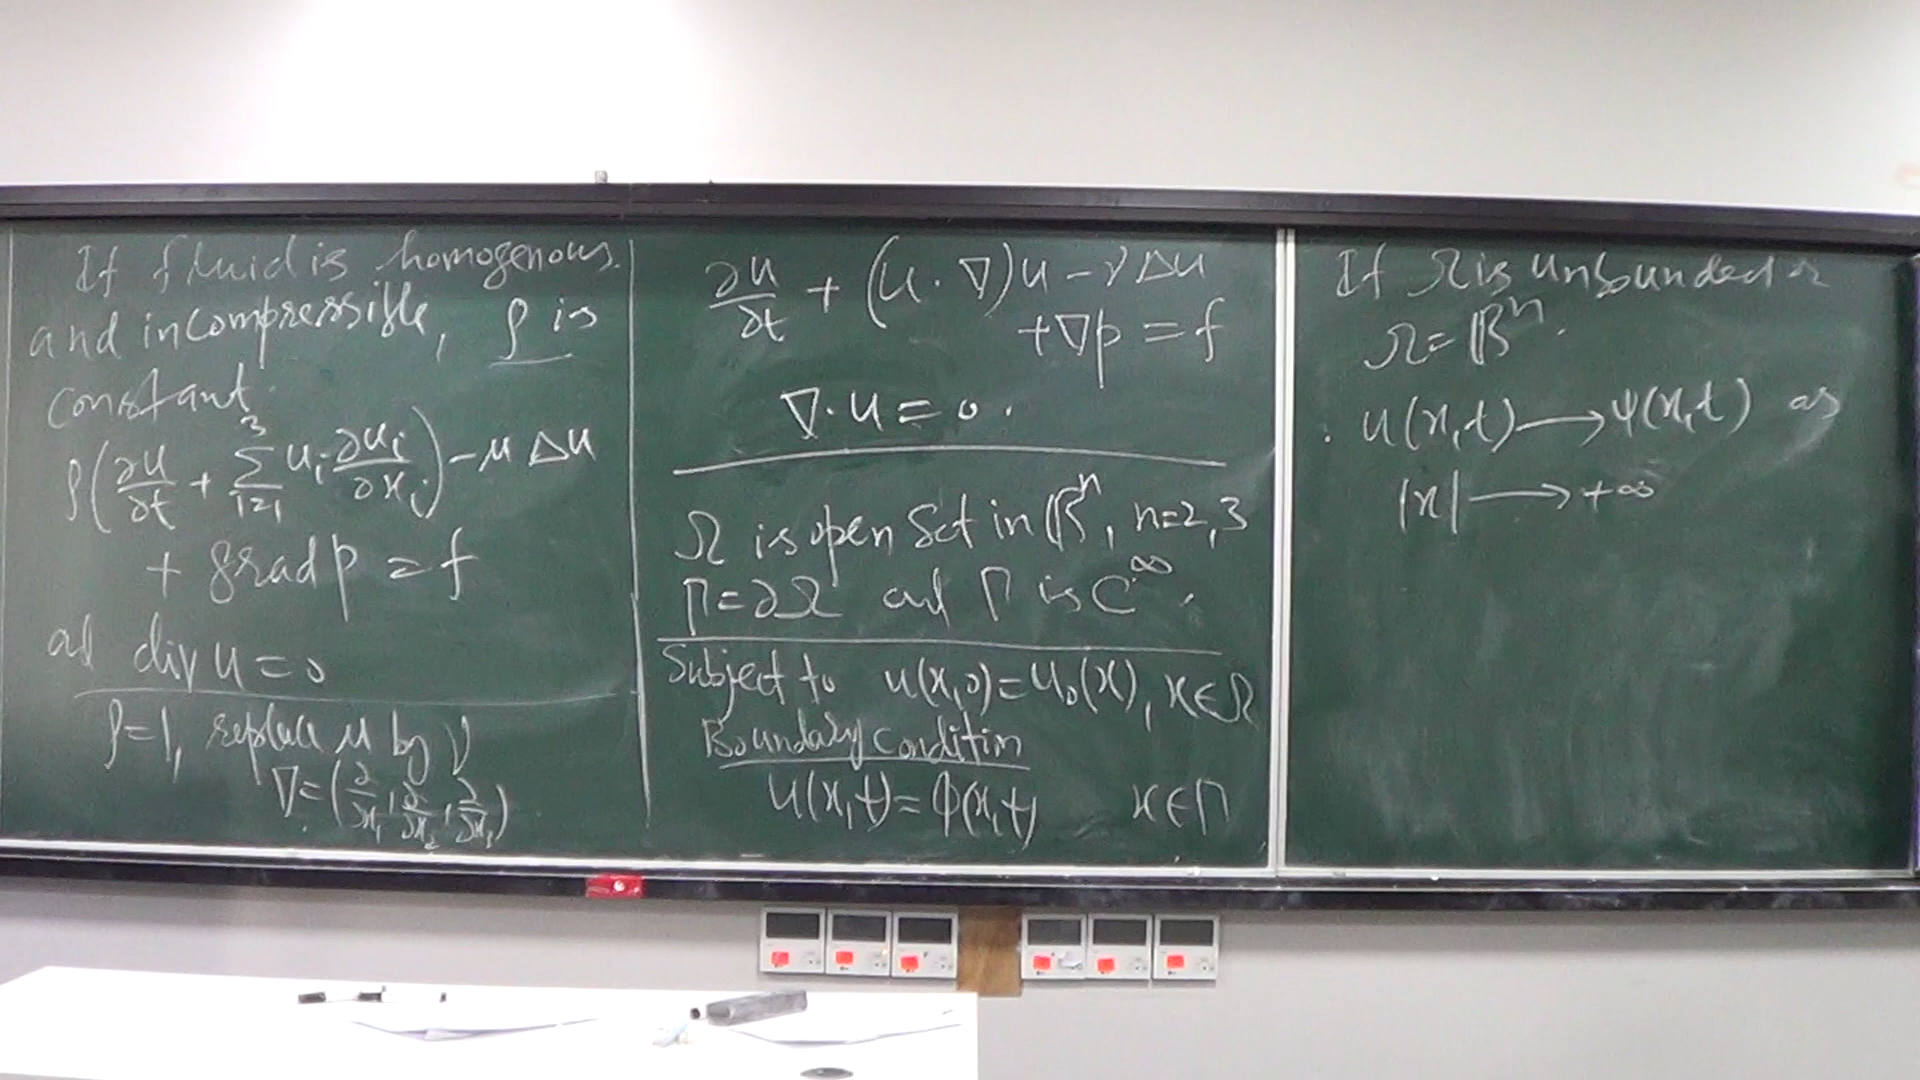 If fluid is homogenous
and incompressible, ρ is
constant.
ρ(∂u/∂t + Σ_{i=1}^{3} u_i ∂u_i/∂x_i) - μ Δu
+ grad p = f
ad div u = 0
ρ=1, replace μ by ν
∇ = (∂/∂x_1, ∂/∂x_2, ∂/∂x_3)
∂u/∂t + (u · ∇)u - ν Δu
+∇p = f
∇·u = 0.
Ω is open Set in ℝ^n, n=2,3
Γ=∂Ω and Γ is C^∞.
Subject to u(x,0)=u_0(x), x∈Ω
Boundary condition
u(x,t)=φ(x,t) x∈Γ
If Ω is unbounded or
Ω=ℝ^n.
. u(x,t)⟶ψ(x,t) as
|x|⟶+∞